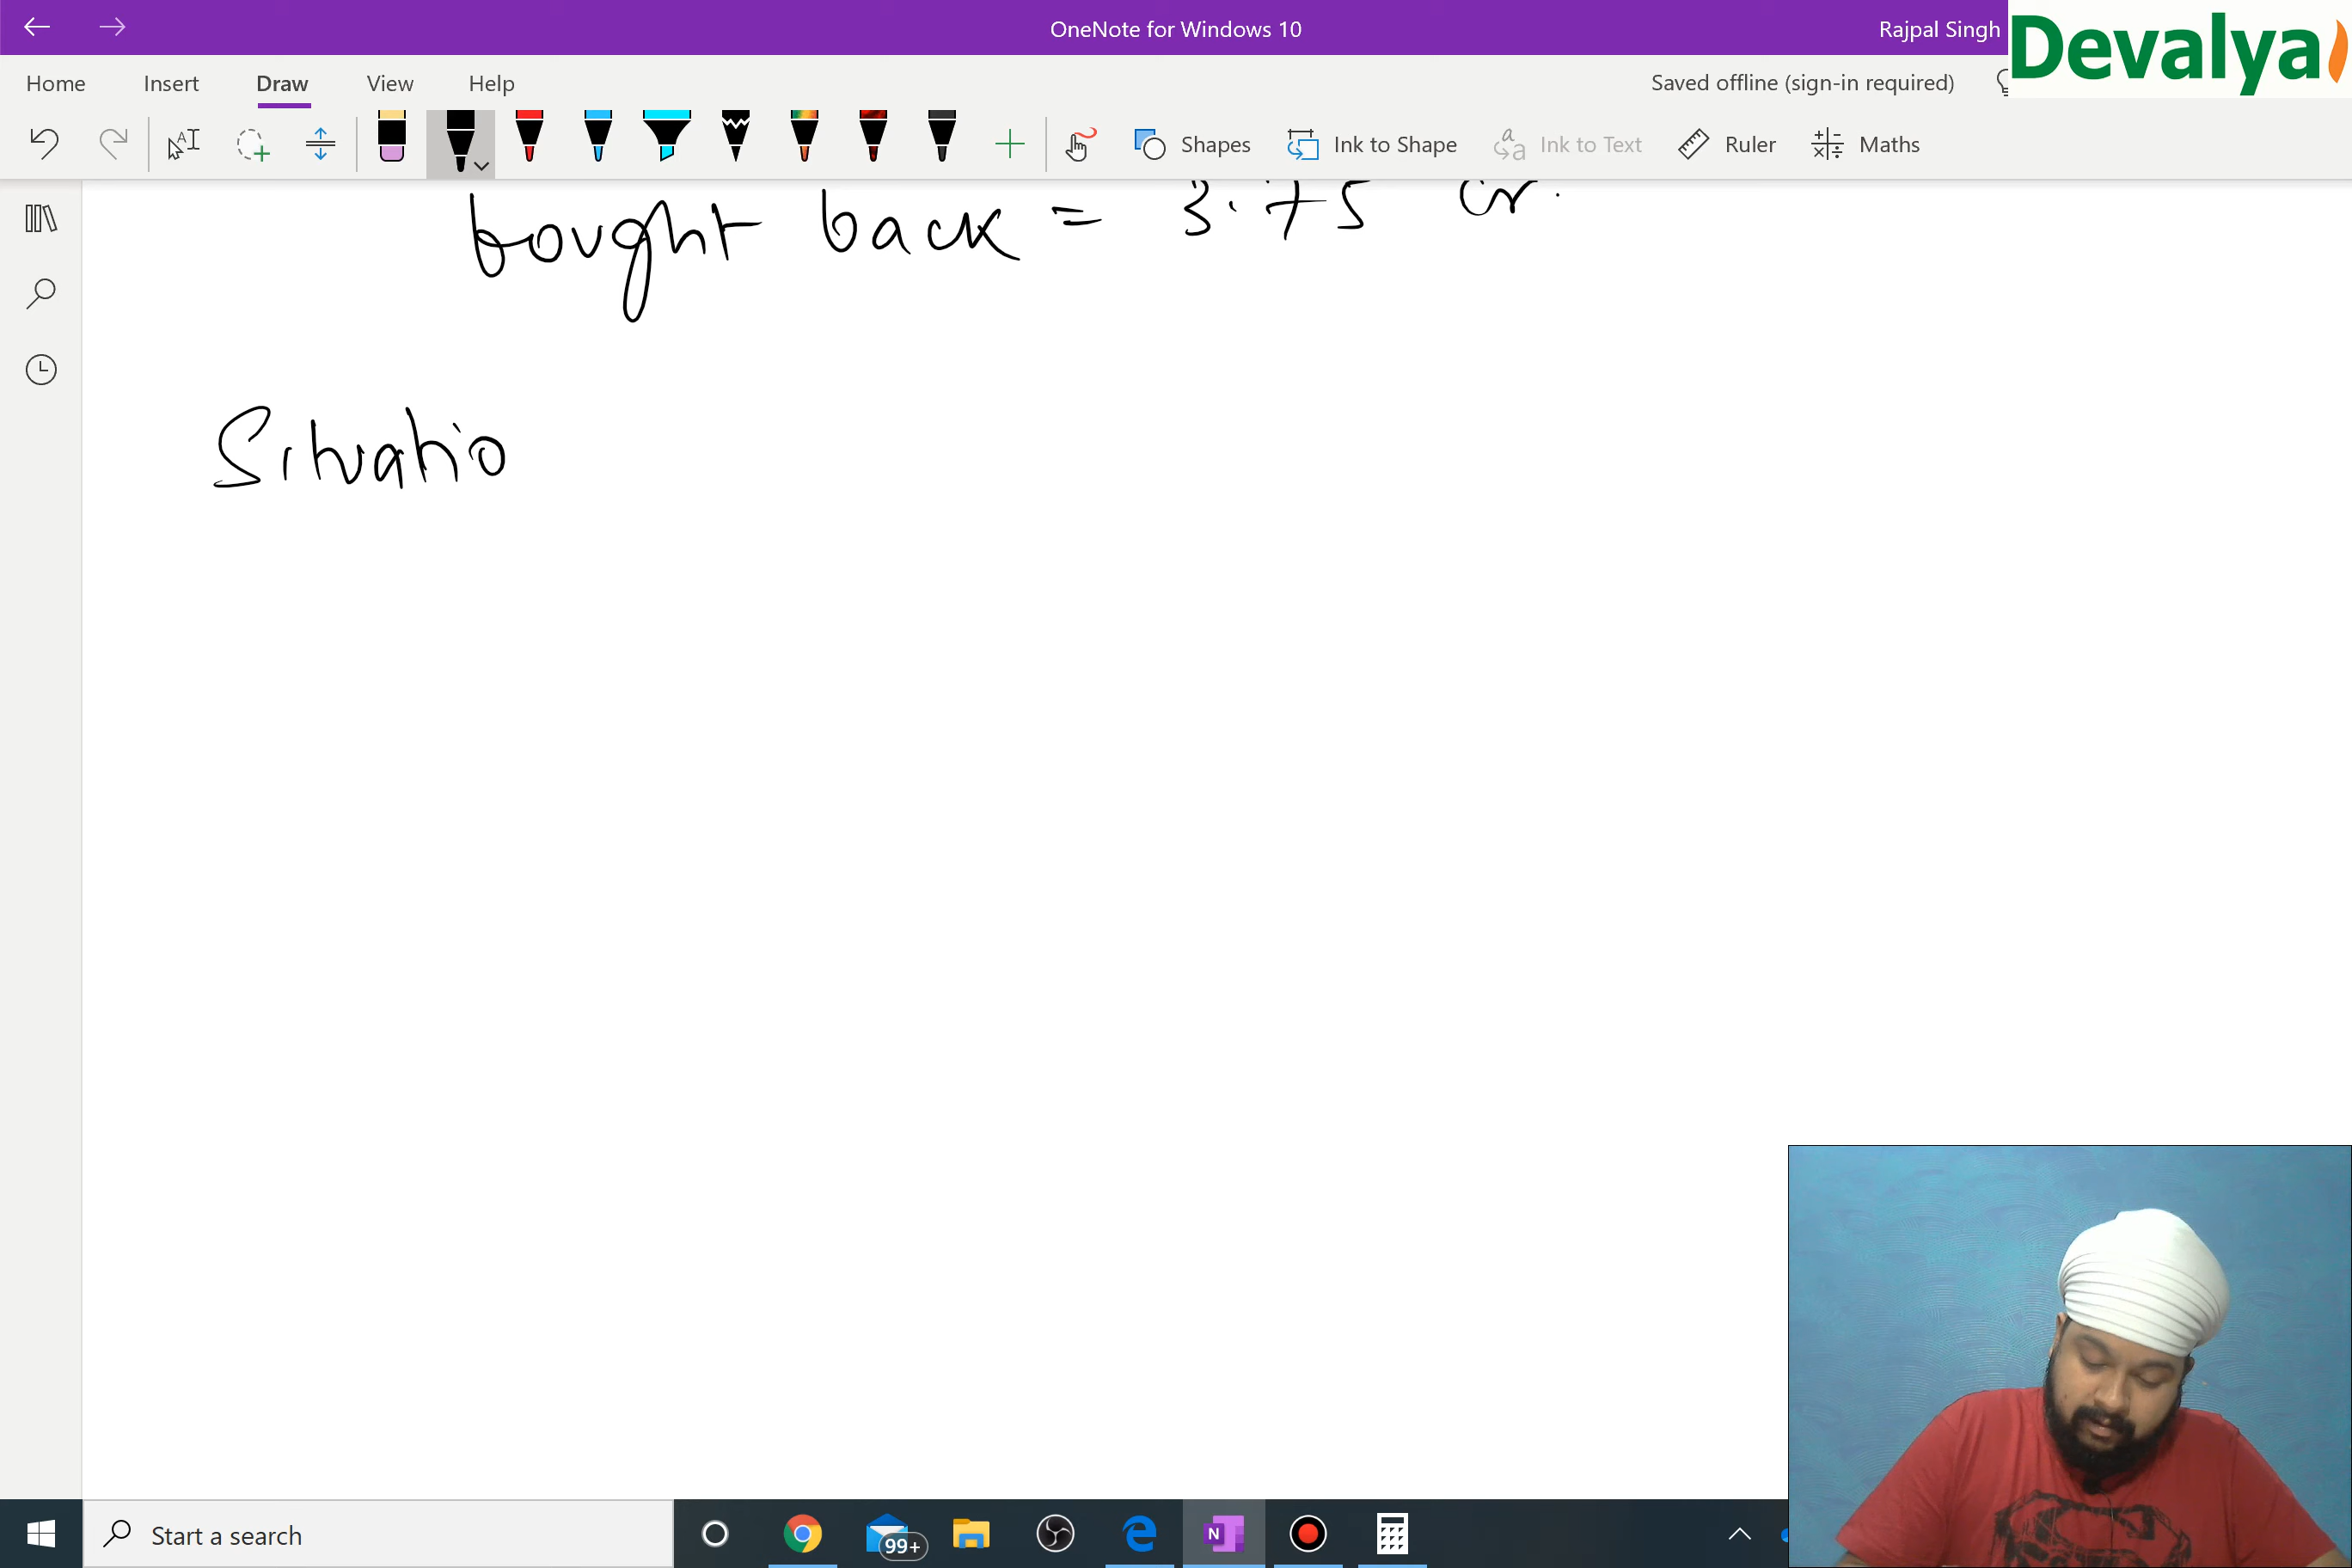 OneNote for Windows 10
Rajpal Singh
Devalya
Home Insert Draw View Help
Saved offline (sign-in required)
Shapes Ink to Shape Ink to Text Ruler Maths
bought back = 3.75 cr.
Situatio
Start a search
99+